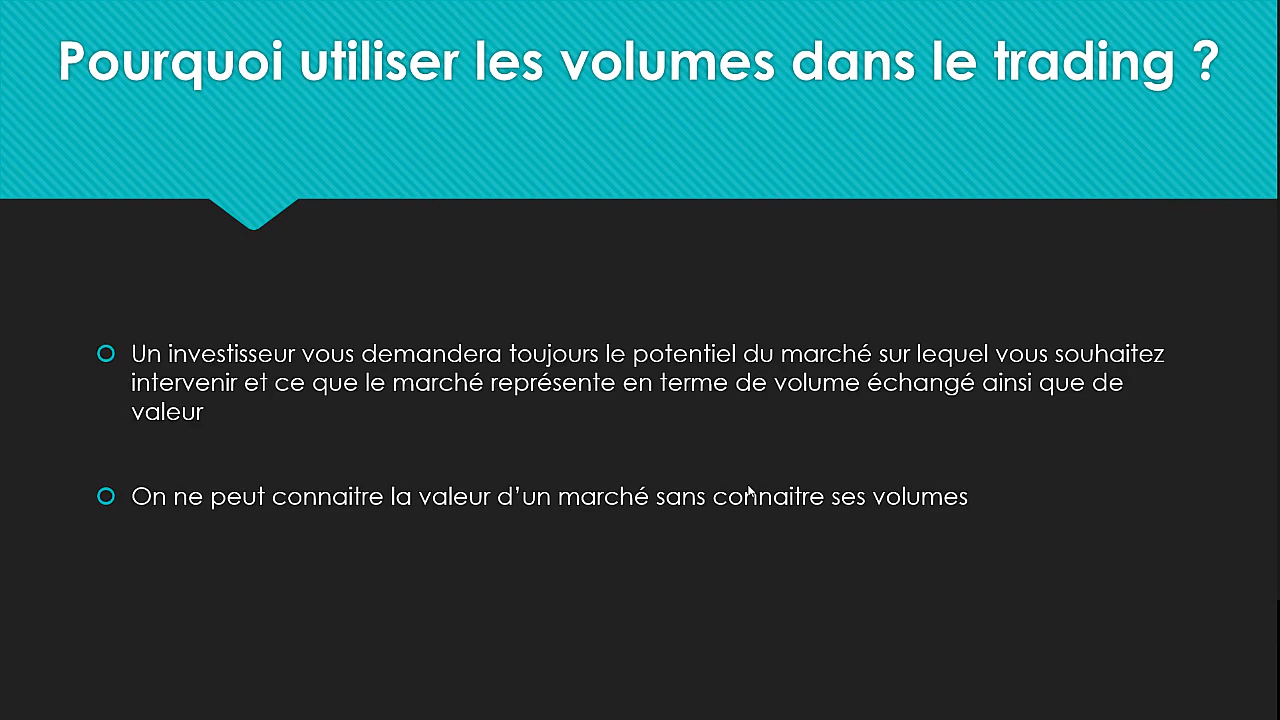 Pourquoi utiliser les volumes dans le trading ?
Un investisseur vous demandera toujours le potentiel du marché sur lequel vous souhaitez
intervenir et ce que le marché représente en terme de volume échangé ainsi que de
valeur
On ne peut connaitre la valeur d’un marché sans connaitre ses volumes